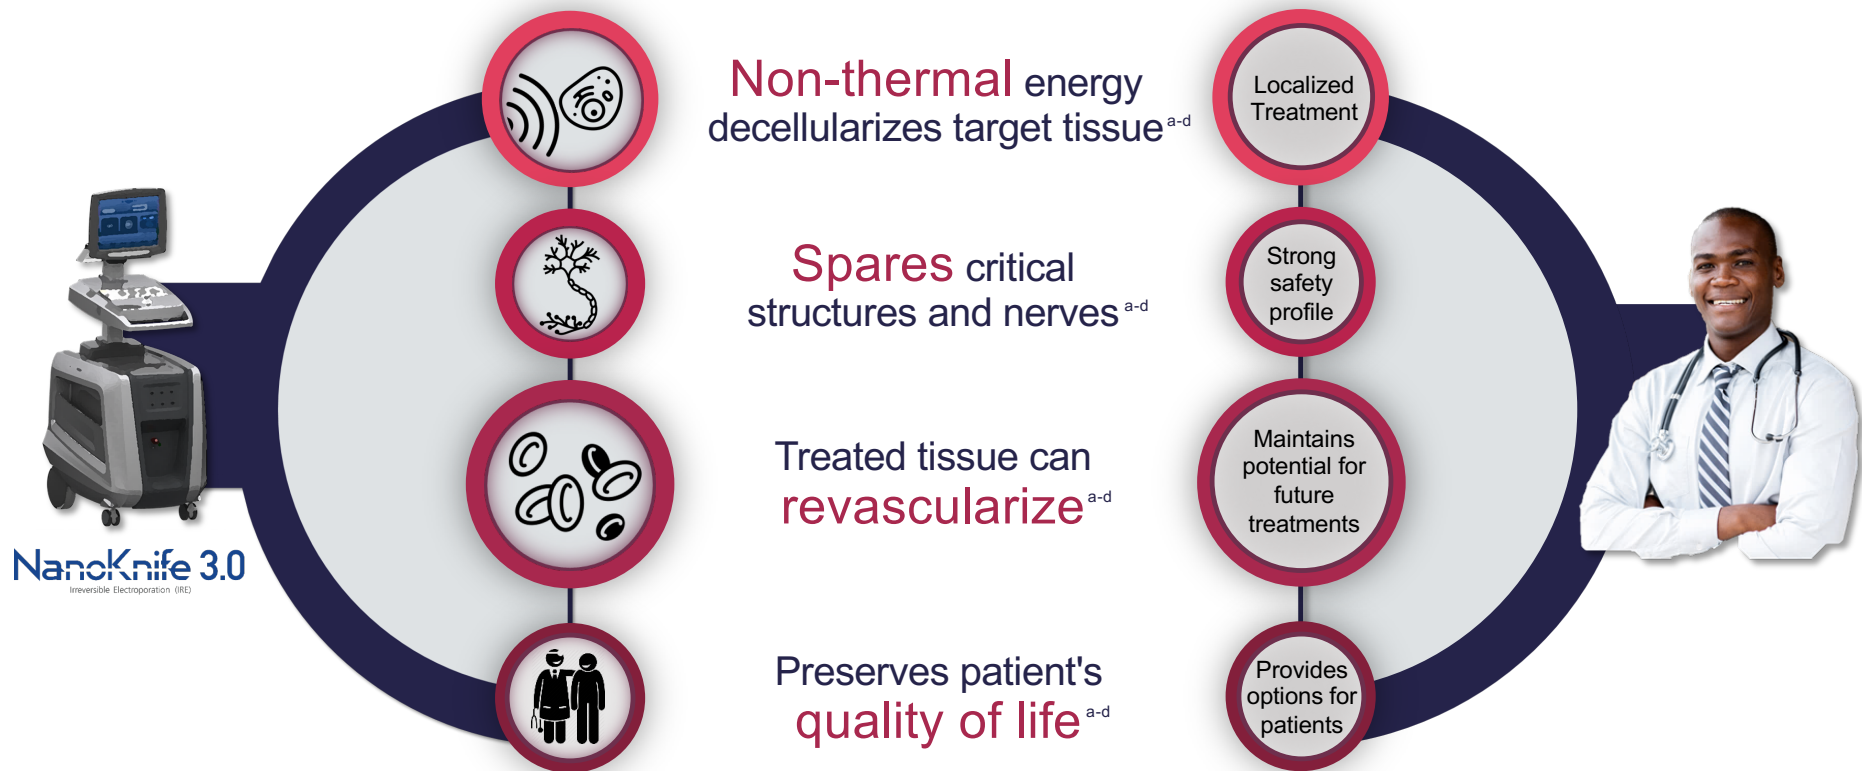 Non-thermal energy
decellularizes target tissue a-d
Localized
Treatment
Spares critical
structures and nerves a-d
Strong
safety
profile
Treated tissue can
revascularize a-d
Maintains
potential for
future
treatments
NanoKnife 3.0
Irreversible Electroporation (IRE)
Preserves patient's
quality of life a-d
Provides
options for
patients